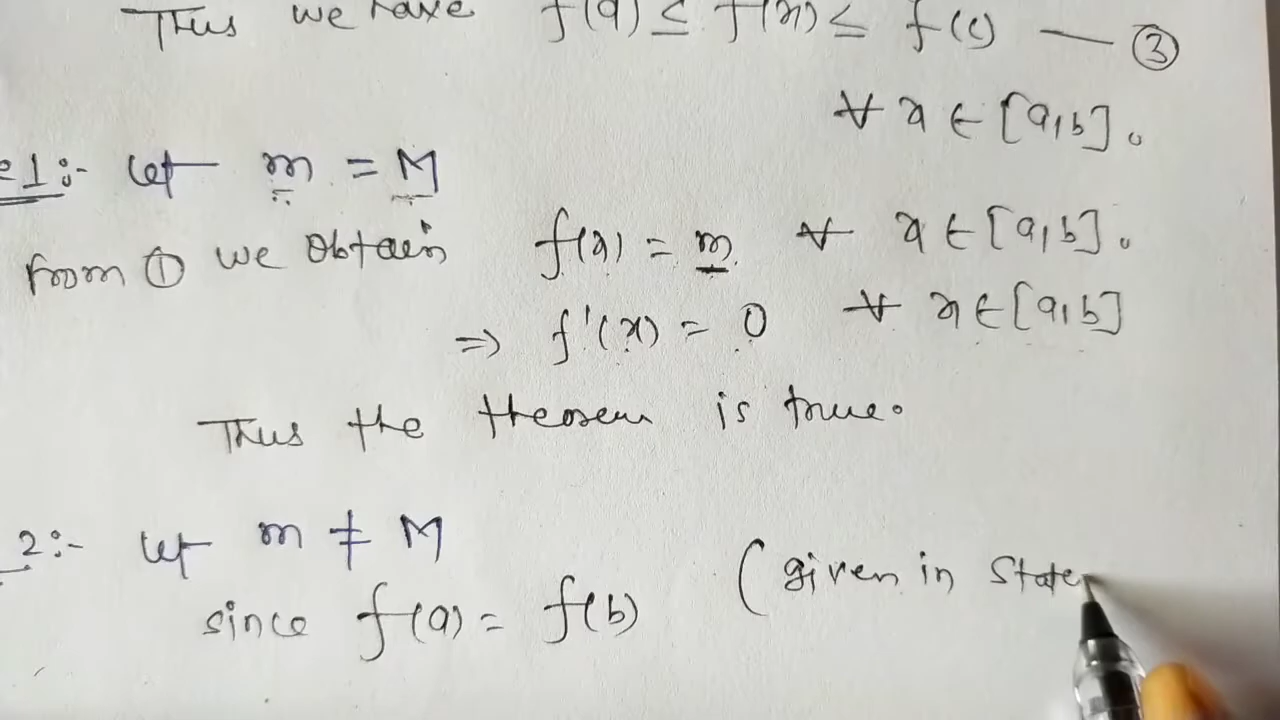 Thus we have f(d) ≤ f(x) ≤ f(c) — ③
∀ x ∈ [a,b].
e 1:- let m = M
from ① we obtain f(x) = m ∀ x ∈ [a,b].
⇒ f'(x) = 0 ∀ x ∈ [a,b]
Thus the theorem is true.
2:- let m ≠ M
since f(a) = f(b) (given in State